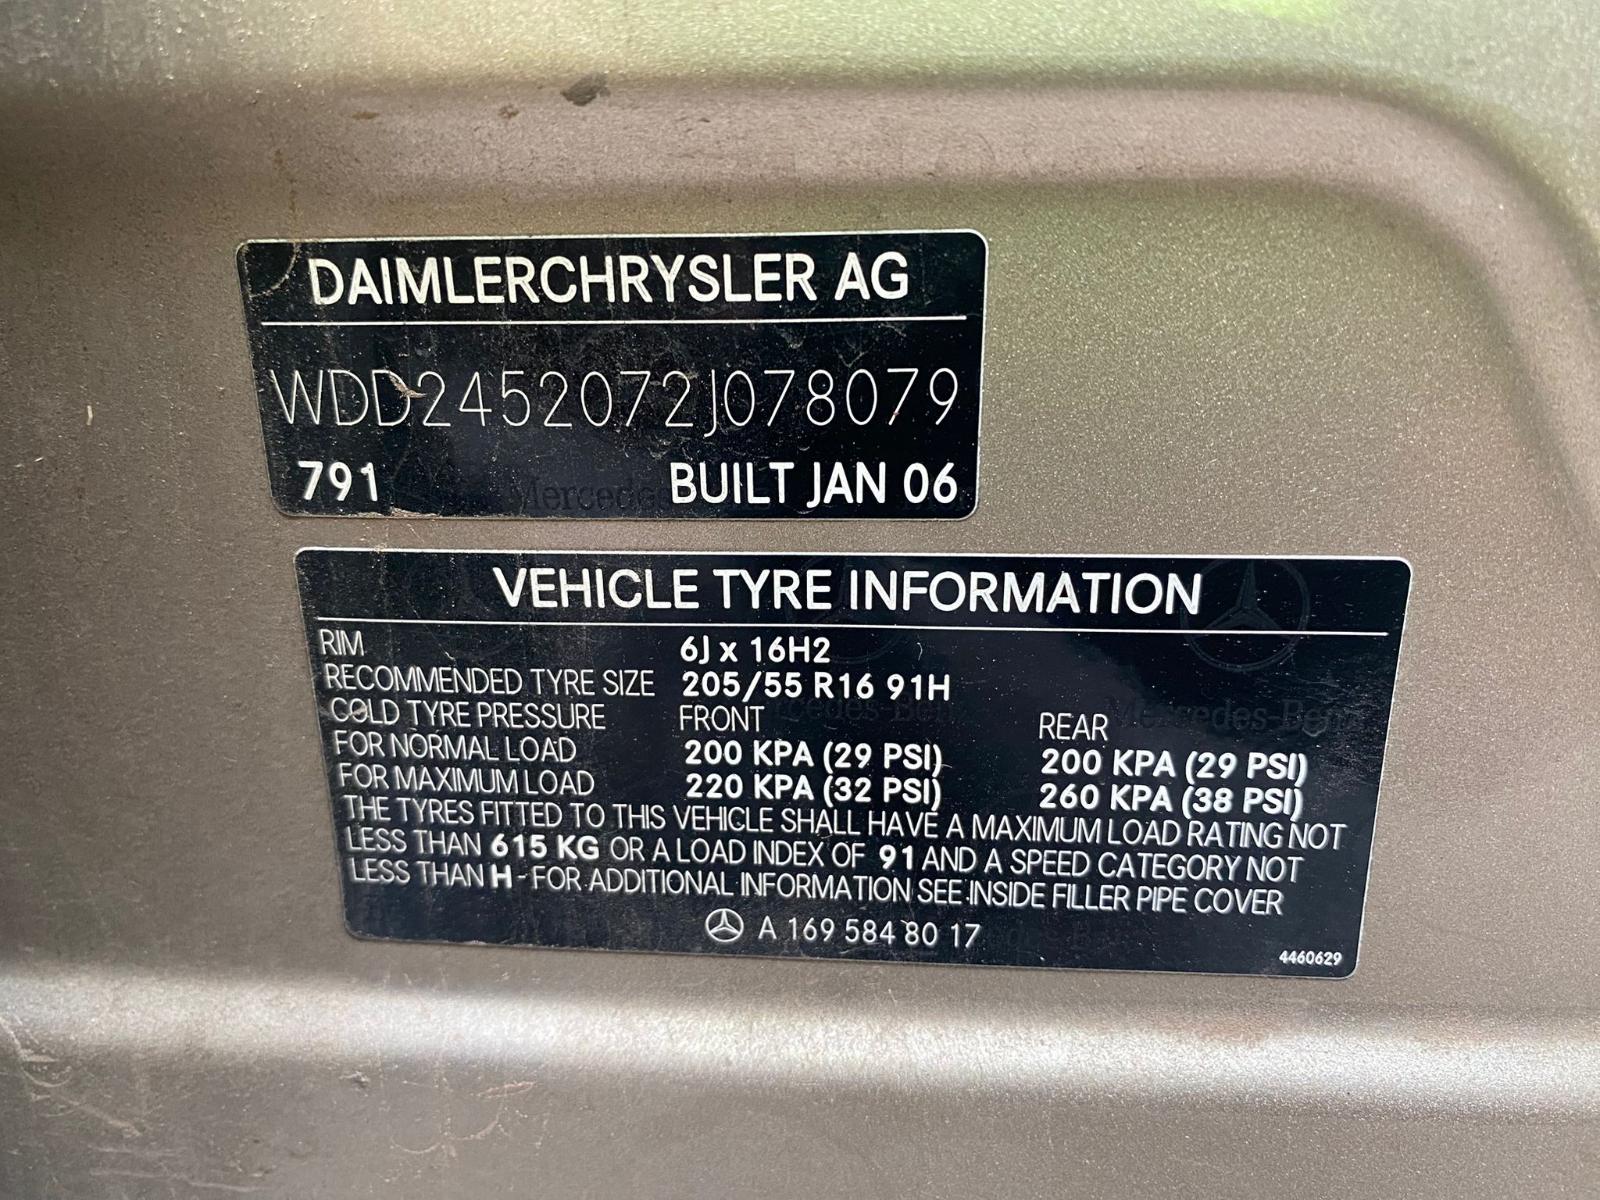 DAIMLERCHRYSLER AG
WDD2452072J078079
791 BUILT JAN 06
VEHICLE TYRE INFORMATION
RIM 6J x 16H2
RECOMMENDED TYRE SIZE 205/55 R16 91H
COLD TYRE PRESSURE FRONT REAR
FOR NORMAL LOAD 200 KPA (29 PSI) 200 KPA (29 PSI)
FOR MAXIMUM LOAD 220 KPA (32 PSI) 260 KPA (38 PSI)
THE TYRES FITTED TO THIS VEHICLE SHALL HAVE A MAXIMUM LOAD RATING NOT
LESS THAN 615 KG OR A LOAD INDEX OF 91 AND A SPEED CATEGORY NOT
LESS THAN H - FOR ADDITIONAL INFORMATION SEE INSIDE FILLER PIPE COVER
A 169 584 80 17
4460629